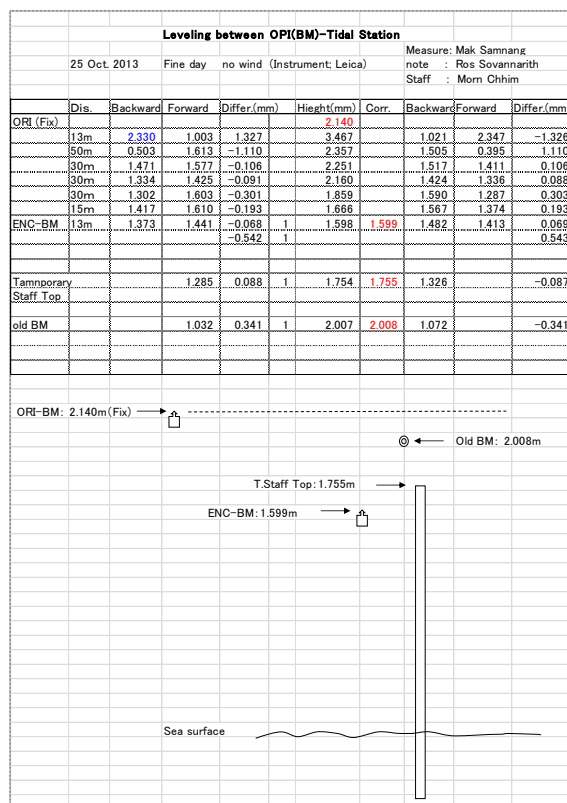 Leveling between OPI(BM)-Tidal Station
Measure: Mak Samnang
25 Oct. 2013 Fine day no wind (Instrument; Leica) note : Ros Sovannarith
Staff : Morn Chhim
Dis. Backward Forward Differ.(mm) Hieght(mm) Corr. Backward Forward Differ.(mm
ORI (Fix) 2.140
13m 2.330 1.003 1.327 3.467 1.021 2.347 -1.326
50m 0.503 1.613 -1.110 2.357 1.505 0.395 1.110
30m 1.471 1.577 -0.106 2.251 1.517 1.411 0.106
30m 1.334 1.425 -0.091 2.160 1.424 1.336 0.088
30m 1.302 1.603 -0.301 1.859 1.590 1.287 0.303
15m 1.417 1.610 -0.193 1.666 1.567 1.374 0.193
ENC-BM 13m 1.373 1.441 -0.068 1 1.598 1.599 1.482 1.413 0.069
-0.542 1 0.543
Tamnporary 1.285 0.088 1 1.754 1.755 1.326 -0.087
Staff Top
old BM 1.032 0.341 1 2.007 2.008 1.072 -0.341
ORI-BM: 2.140m(Fix)
Old BM: 2.008m
T.Staff Top:1.755m
ENC-BM:1.599m
Sea surface